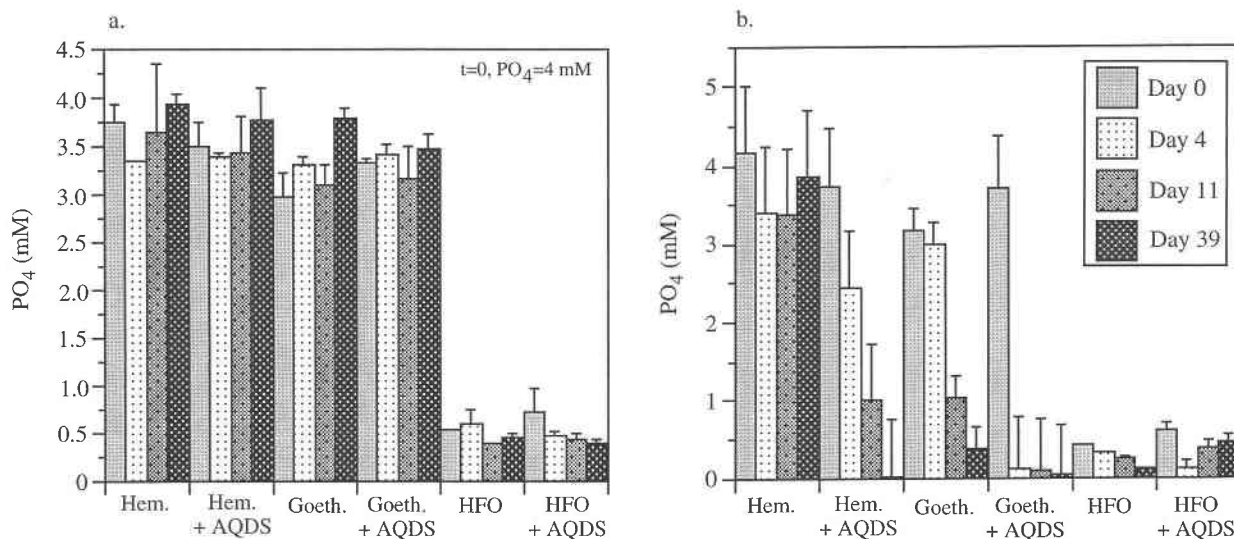 a.
t=0, PO4=4 mM
4.5
4.0
3.5
3.0
2.5
2.0
1.5
1.0
0.5
0
PO4 (mM)
Hem.
Hem.
+ AQDS
Goeth.
Goeth.
+ AQDS
HFO
HFO
+ AQDS
b.
5
4
3
2
1
0
PO4 (mM)
Day 0
Day 4
Day 11
Day 39
Hem.
Hem.
+ AQDS
Goeth.
Goeth.
+ AQDS
HFO
HFO
+ AQDS